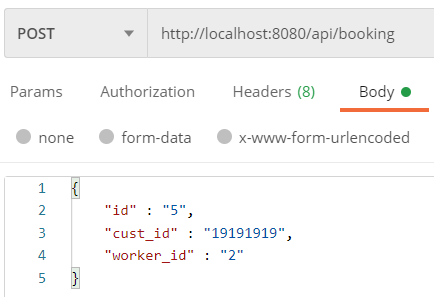 POST http://localhost:8080/api/booking
Params Authorization Headers (8) Body
none form-data x-www-form-urlencoded
1 {
2 "id" : "5",
3 "cust_id" : "19191919",
4 "worker_id" : "2"
5 }